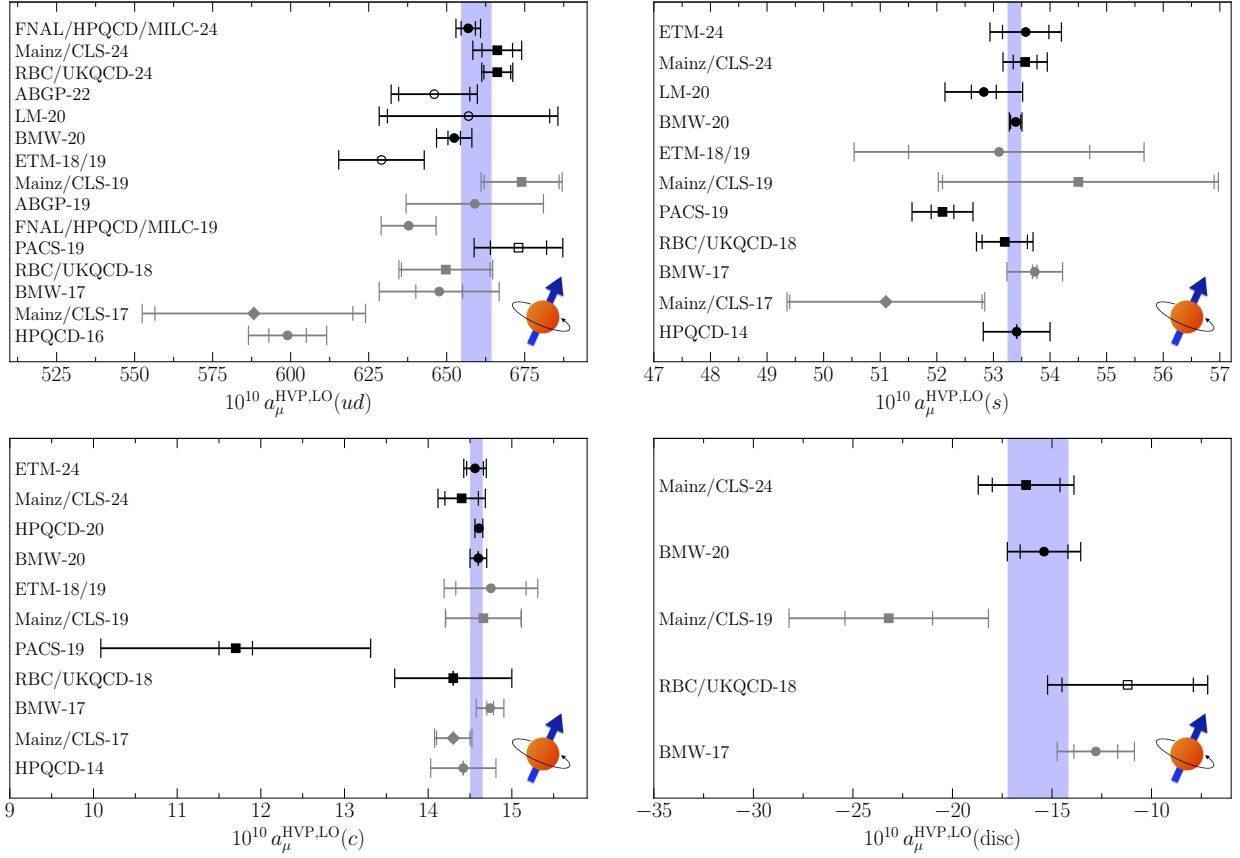 FNAL/HPQCD/MILC-24
Mainz/CLS-24
RBC/UKQCD-24
ABGP-22
LM-20
BMW-20
ETM-18/19
Mainz/CLS-19
ABGP-19
FNAL/HPQCD/MILC-19
PACS-19
RBC/UKQCD-18
BMW-17
Mainz/CLS-17
HPQCD-16
525 550 575 600 625 650 675
10^{10} a_μ^{HVP,LO}(ud)
ETM-24
Mainz/CLS-24
LM-20
BMW-20
ETM-18/19
Mainz/CLS-19
PACS-19
RBC/UKQCD-18
BMW-17
Mainz/CLS-17
HPQCD-14
47 48 49 50 51 52 53 54 55 56 57
10^{10} a_μ^{HVP,LO}(s)
ETM-24
Mainz/CLS-24
HPQCD-20
BMW-20
ETM-18/19
Mainz/CLS-19
PACS-19
RBC/UKQCD-18
BMW-17
Mainz/CLS-17
HPQCD-14
9 10 11 12 13 14 15
10^{10} a_μ^{HVP,LO}(c)
Mainz/CLS-24
BMW-20
Mainz/CLS-19
RBC/UKQCD-18
BMW-17
−35 −30 −25 −20 −15 −10
10^{10} a_μ^{HVP,LO}(disc)